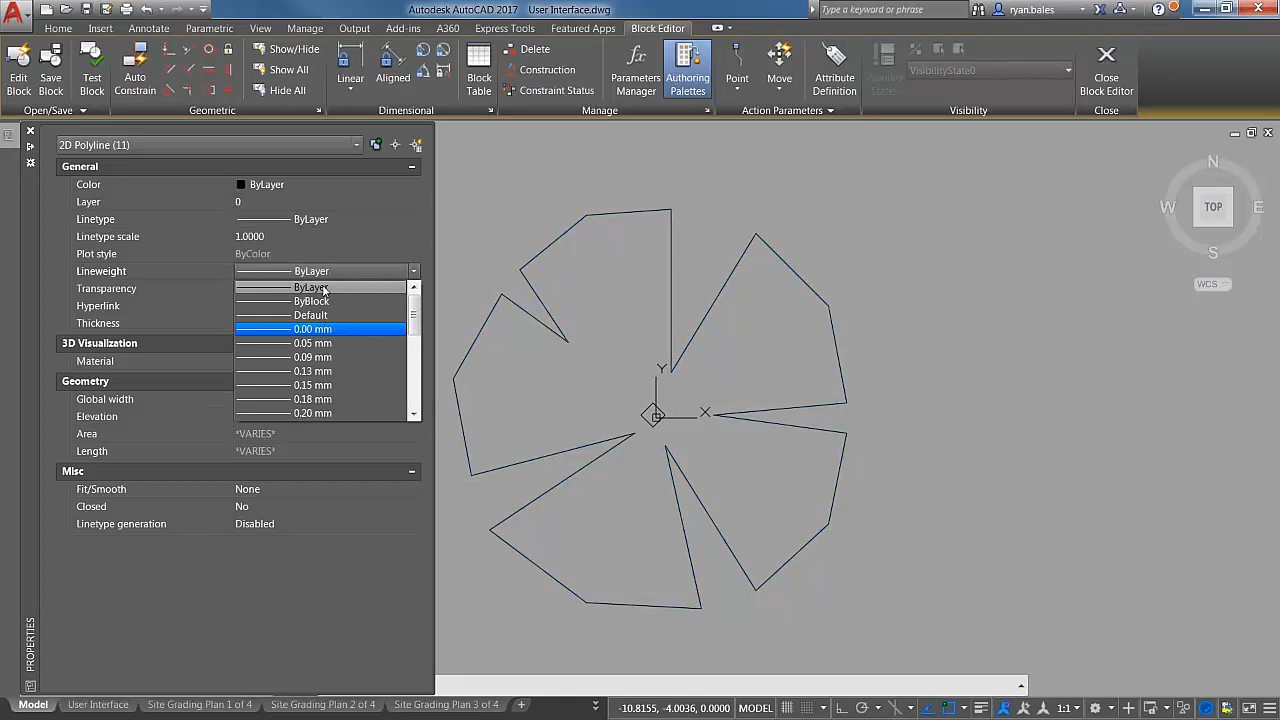 Autodesk AutoCAD 2017 User Interface.dwg
Type a keyword or phrase
ryan.bales
Home Insert Annotate Parametric View Manage Output Add-ins A360 Express Tools Featured Apps Block Editor
Edit Block
Save Block
Test Block
Auto Constrain
Show/Hide
Show All
Hide All
Linear
Aligned
Block Table
Delete
Construction
Constraint Status
Parameters Manager
Authoring Palettes
Point
Move
Attribute Definition
Visibility States
VisibilityState0
Close Block Editor
Open/Save Geometric Dimensional Manage Action Parameters Visibility Close
2D Polyline (11)
General
Color ByLayer
Layer 0
Linetype ByLayer
Linetype scale 1.0000
Plot style ByColor
Lineweight ByLayer
Transparency
Hyperlink
Thickness
ByLayer
ByBlock
Default
0.00 mm
0.05 mm
0.09 mm
0.13 mm
0.15 mm
0.18 mm
0.20 mm
3D Visualization
Material
Geometry
Global width
Elevation
Area *VARIES*
Length *VARIES*
Misc
Fit/Smooth None
Closed No
Linetype generation Disabled
PROPERTIES
Y
X
N
W TOP E
S
WCS
Model User Interface Site Grading Plan 1 of 4 Site Grading Plan 2 of 4 Site Grading Plan 3 of 4
-10.8155, -4.0036, 0.0000 MODEL 1:1